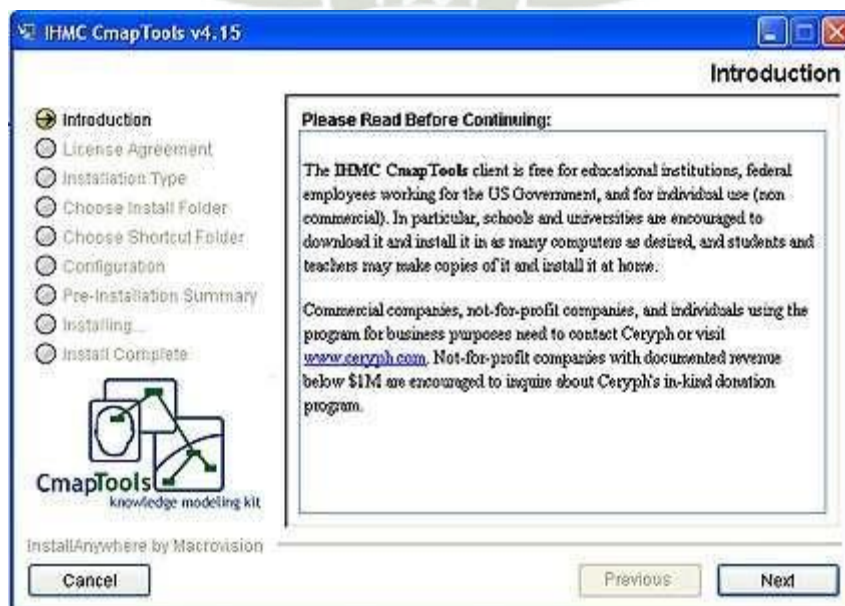 IHMC CmapTools v4.15
Introduction
Introduction
License Agreement
Installation Type
Choose Install Folder
Choose Shortcut Folder
Configuration
Pre-Installation Summary
Installing...
Install Complete
CmapTools
knowledge modeling kit
Please Read Before Continuing:
The IHMC CmapTools client is free for educational institutions, federal
employees working for the US Government, and for individual use (non
commercial). In particular, schools and universities are encouraged to
download it and install it in as many computers as desired, and students and
teachers may make copies of it and install it at home.
Commercial companies, not-for-profit companies, and individuals using the
program for business purposes need to contact Ceryph or visit
www.ceryph.com. Not-for-profit companies with documented revenue
below $1M are encouraged to inquire about Ceryph's in-kind donation
program.
InstallAnywhere by Macrovision
Cancel
Previous
Next